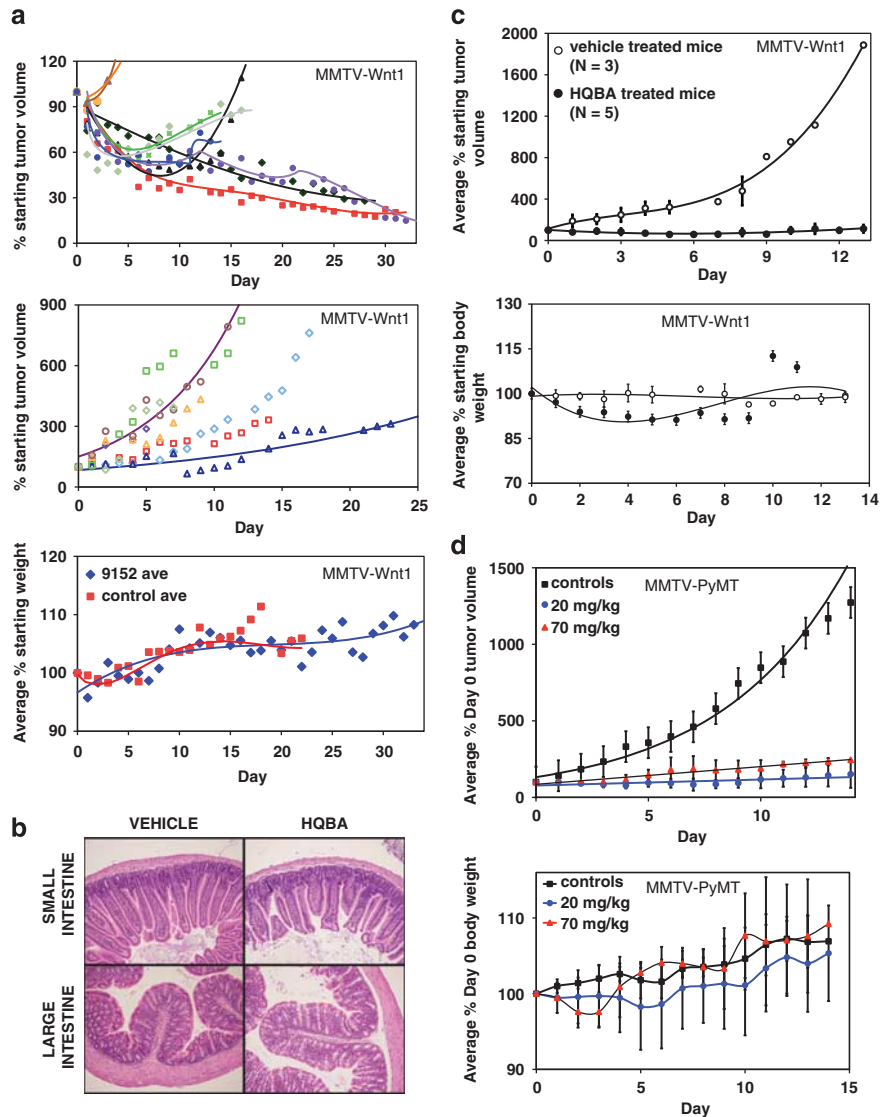 a
120
90
60
30
0
% starting tumor volume
MMTV-Wnt1
0 5 10 15 20 25 30
Day
900
600
300
0
% starting tumor volume
MMTV-Wnt1
0 5 10 15 20 25
Day
120
110
100
90
Average % starting weight
9152 ave
control ave
MMTV-Wnt1
0 10 20 30
Day
b
VEHICLE HQBA
SMALL
INTESTINE
LARGE
INTESTINE
c
2000
1600
1200
800
400
0
Average % starting tumor
volume
vehicle treated mice
(N = 3)
HQBA treated mice
(N = 5)
MMTV-Wnt1
0 3 6 9 12
Day
130
115
100
85
70
Average % starting body
weight
MMTV-Wnt1
0 2 4 6 8 10 12 14
Day
d
1500
1000
500
0
Average % Day 0 tumor volume
controls
20 mg/kg
70 mg/kg
MMTV-PyMT
0 5 10
Day
110
100
90
Average % Day 0 body weight
controls
20 mg/kg
70 mg/kg
MMTV-PyMT
0 5 10 15
Day